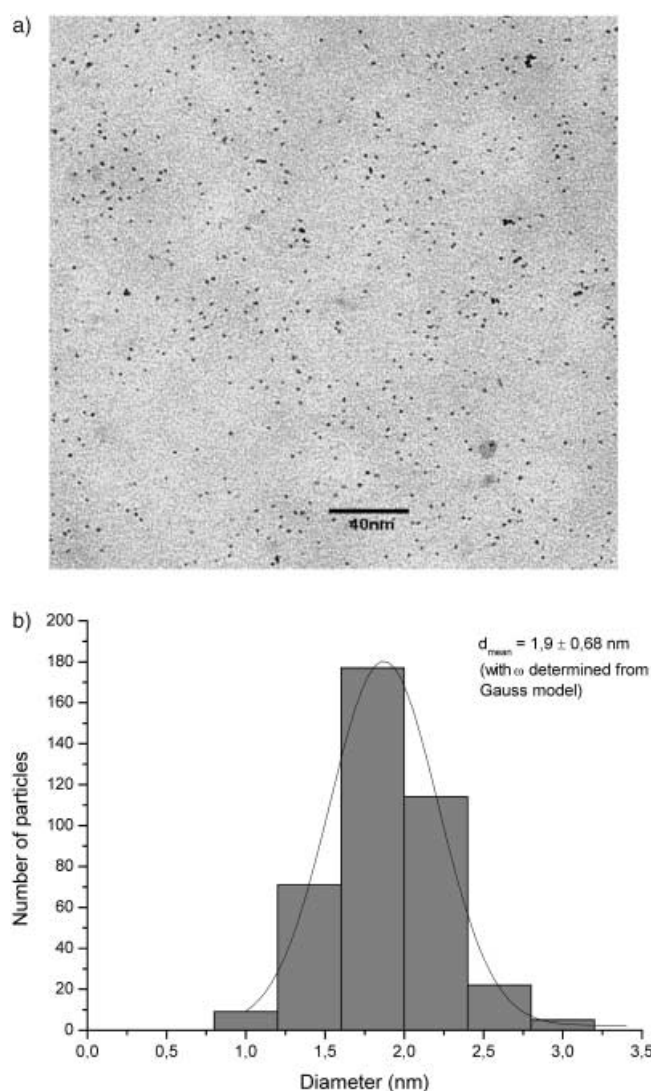 a)
40nm
b)
d_mean = 1,9 ± 0,68 nm
(with ω determined from
Gauss model)
200
180
160
140
120
100
80
60
40
20
0
Number of particles
0,0 0,5 1,0 1,5 2,0 2,5 3,0 3,5
Diameter (nm)